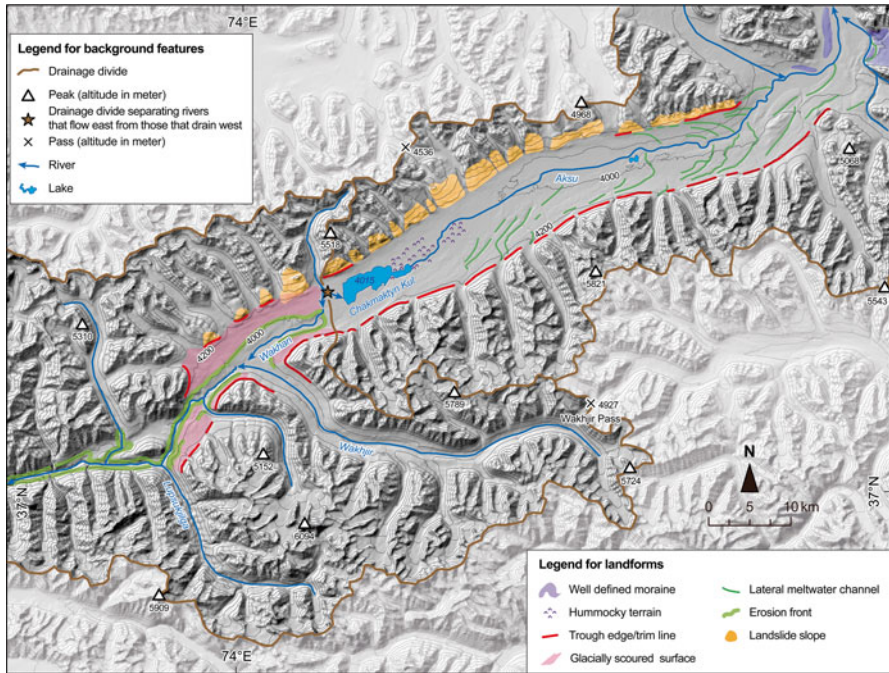 74°E
Legend for background features
Drainage divide
Peak (altitude in meter)
Drainage divide separating rivers
that flow east from those that drain west
Pass (altitude in meter)
River
Lake
4968
4536
5068
Aksu
4000
4200
5518
4015
Chakmaktyn Kul
5821
5543
5310
4200
4000
Wakhan
5789
4927
Wakhjir Pass
Wakhjir
5152
5724
N
37°N
37°N
0 5 10 km
6094
5909
74°E
Legend for landforms
Well defined moraine
Hummocky terrain
Trough edge/trim line
Glacially scoured surface
Lateral meltwater channel
Erosion front
Landslide slope